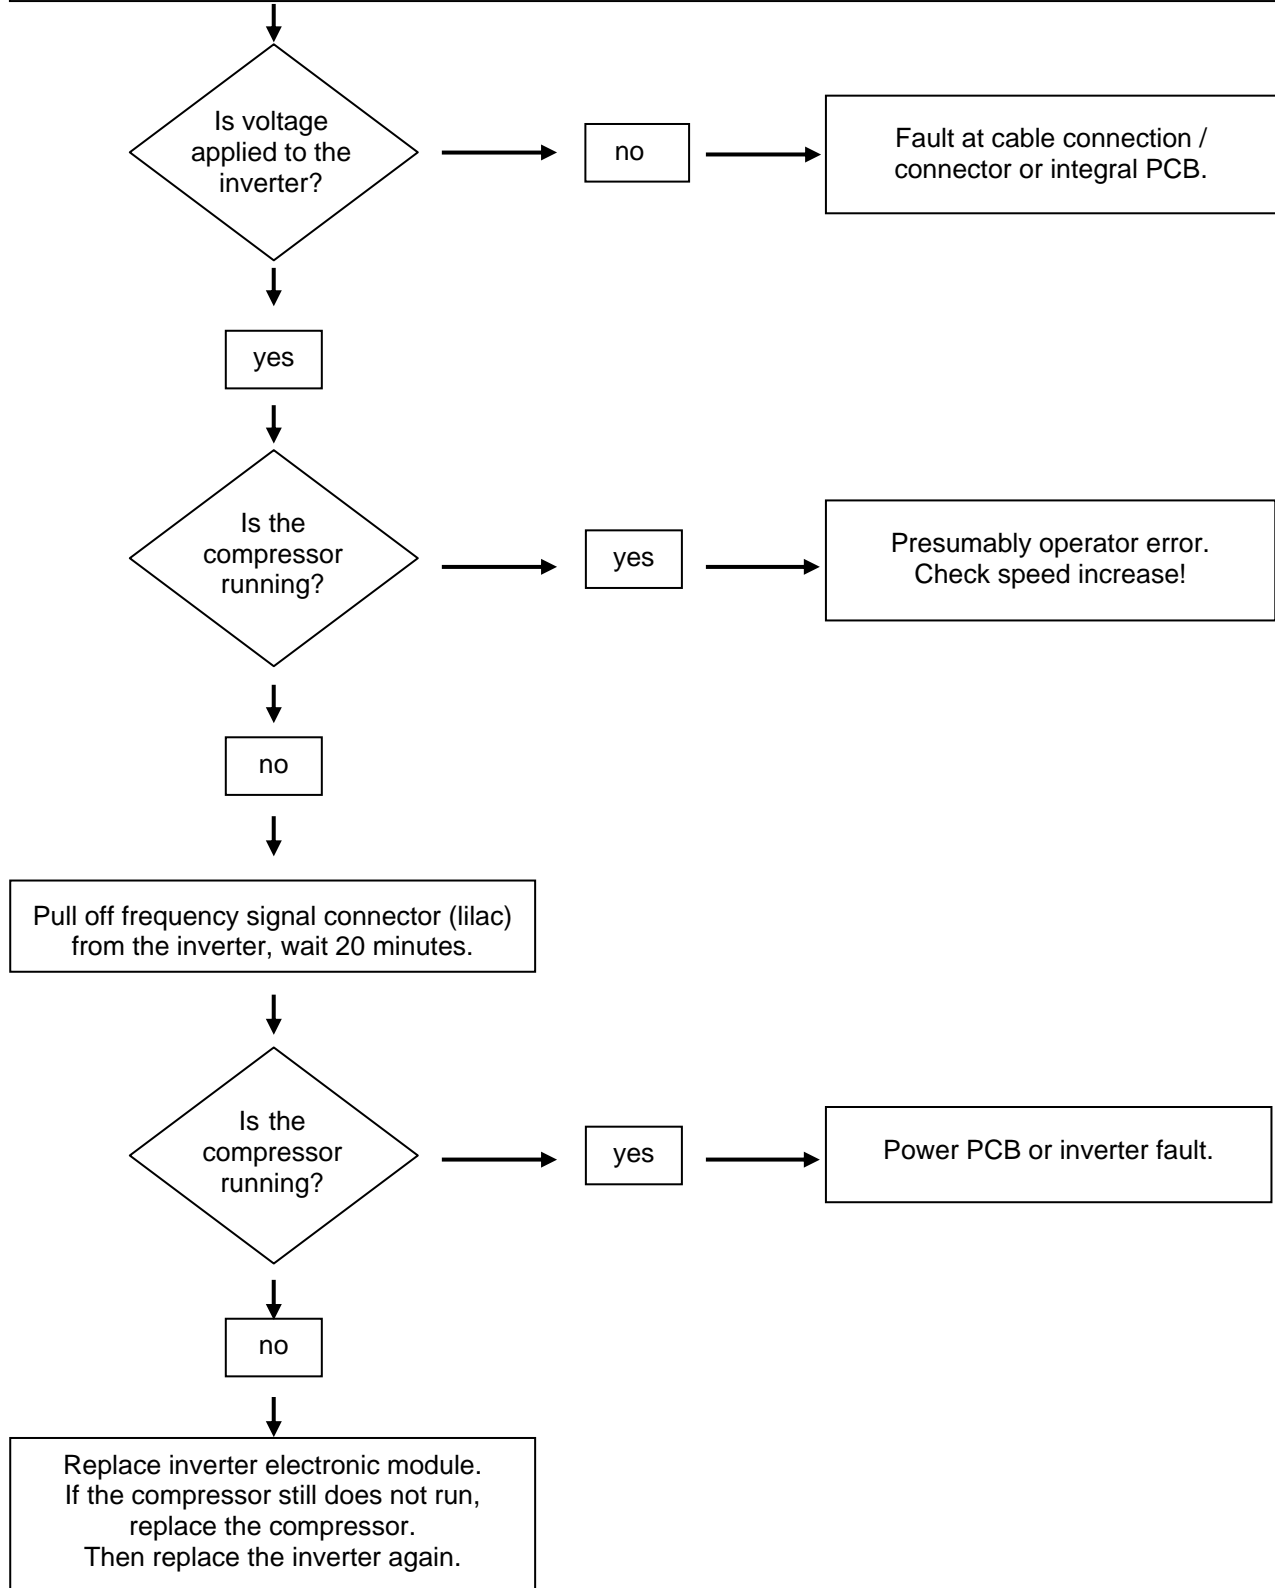 Is voltage
applied to the
inverter?
no
Fault at cable connection /
connector or integral PCB.
yes
Is the
compressor
running?
yes
Presumably operator error.
Check speed increase!
no
Pull off frequency signal connector (lilac)
from the inverter, wait 20 minutes.
Is the
compressor
running?
yes
Power PCB or inverter fault.
no
Replace inverter electronic module.
If the compressor still does not run,
replace the compressor.
Then replace the inverter again.